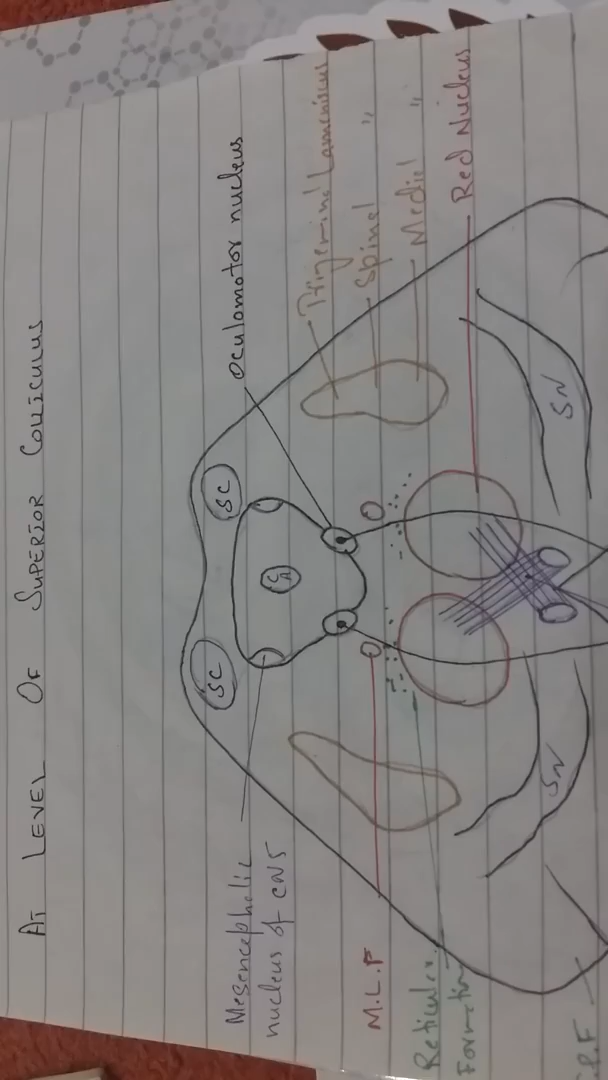 AT LEVEL OF SUPERIOR COLLICULUS
Oculomotor nucleus
Trigeminal Lameniscus
Spinal "
Medial "
Red Nucleus
SC
SC
CA
SN
SN
Mesencephalic
nucleus of CN5
M.L.F
Reticular
Formation